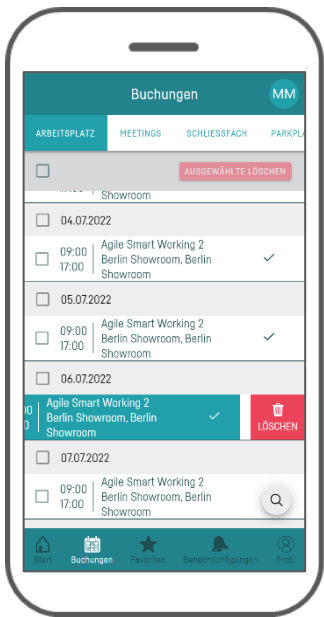 Buchungen
MM
ARBEITSPLATZ MEETINGS SCHLIESSFACH PARKPL
AUSGEWÄHLTE LÖSCHEN
Showroom
04.07.2022
09:00 Agile Smart Working 2
17:00 Berlin Showroom, Berlin
Showroom
05.07.2022
09:00 Agile Smart Working 2
17:00 Berlin Showroom, Berlin
Showroom
06.07.2022
00 Agile Smart Working 2
0 Berlin Showroom, Berlin
Showroom
LÖSCHEN
07.07.2022
09:00 Agile Smart Working 2
17:00 Berlin Showroom, Berlin
Showroom
Start Buchungen Favoriten Benachrichtigungen Profil